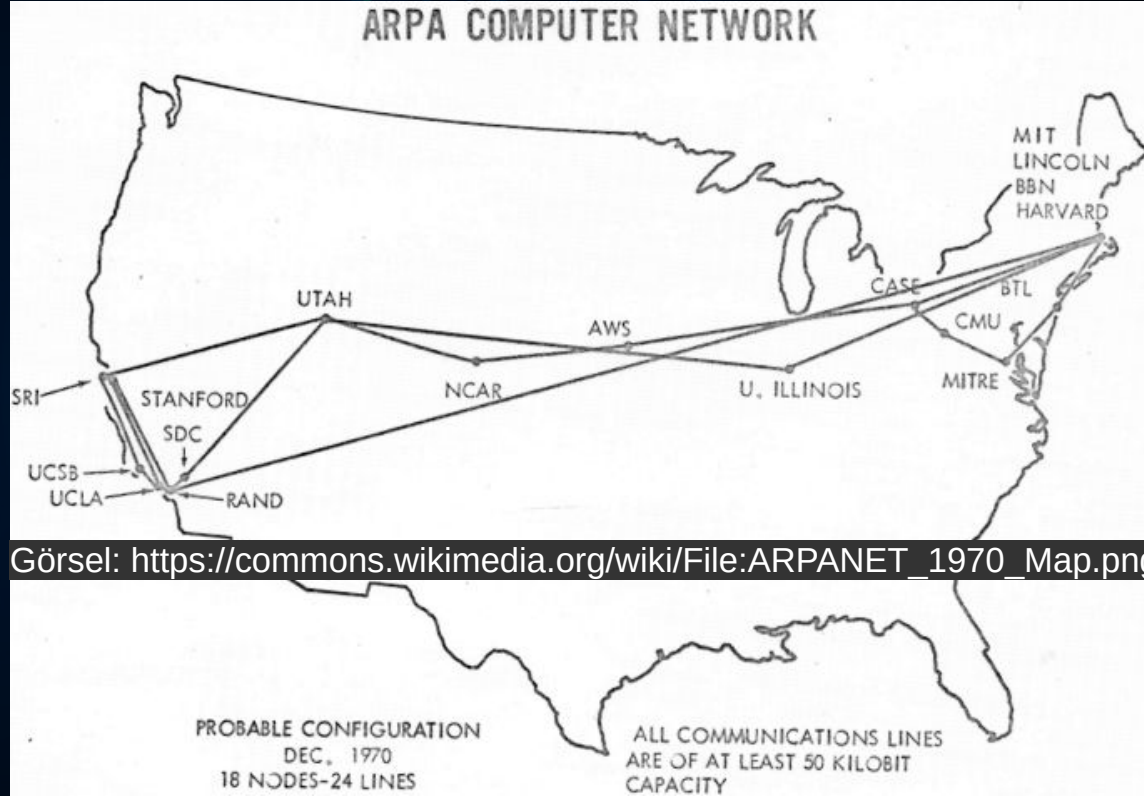 ARPA COMPUTER NETWORK
MIT
LINCOLN
BBN
HARVARD
CASE
BTL
UTAH
AWS
CMU
NCAR
U. ILLINOIS
MITRE
SRI
STANFORD
SDC
UCSB
UCLA
RAND
Görsel: https://commons.wikimedia.org/wiki/File:ARPANET_1970_Map.png
PROBABLE CONFIGURATION
DEC. 1970
18 NODES-24 LINES
ALL COMMUNICATIONS LINES
ARE OF AT LEAST 50 KILOBIT
CAPACITY